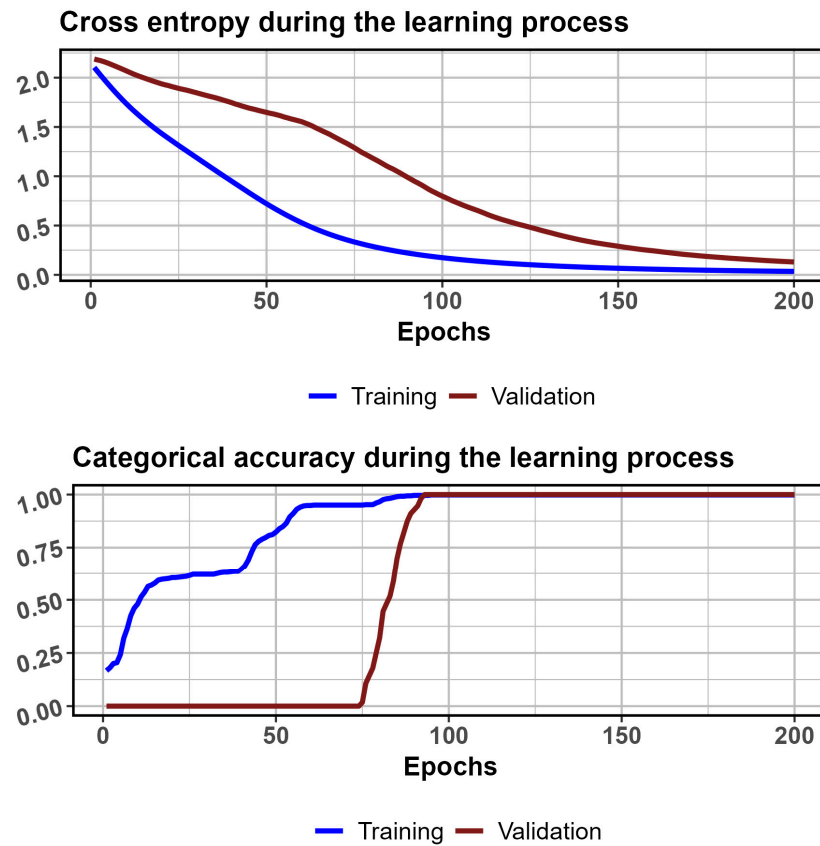 Cross entropy during the learning process
2.0
1.5
1.0
0.5
0.0
0 50 100 150 200
Epochs
Training Validation
Categorical accuracy during the learning process
1.00
0.75
0.50
0.25
0.00
0 50 100 150 200
Epochs
Training Validation